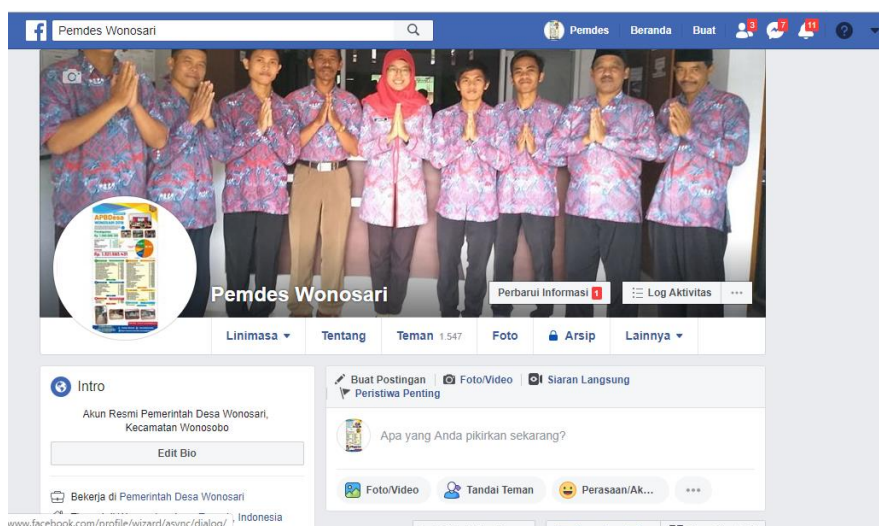 Pemdes Wonosari
Pemdes Beranda Buat 3 7 11
APBDesa
Pemdes Wonosari
Perbarui Informasi 1 Log Aktivitas
Linimasa Tentang Teman 1.547 Foto Arsip Lainnya
Intro
Akun Resmi Pemerintah Desa Wonosari,
Kecamatan Wonosobo
Edit Bio
Bekerja di Pemerintah Desa Wonosari
Indonesia
www.facebook.com/profile/wizard/async/dialog/
Buat Postingan Foto/Video Siaran Langsung
Peristiwa Penting
Apa yang Anda pikirkan sekarang?
Foto/Video Tandai Teman Perasaan/Ak...